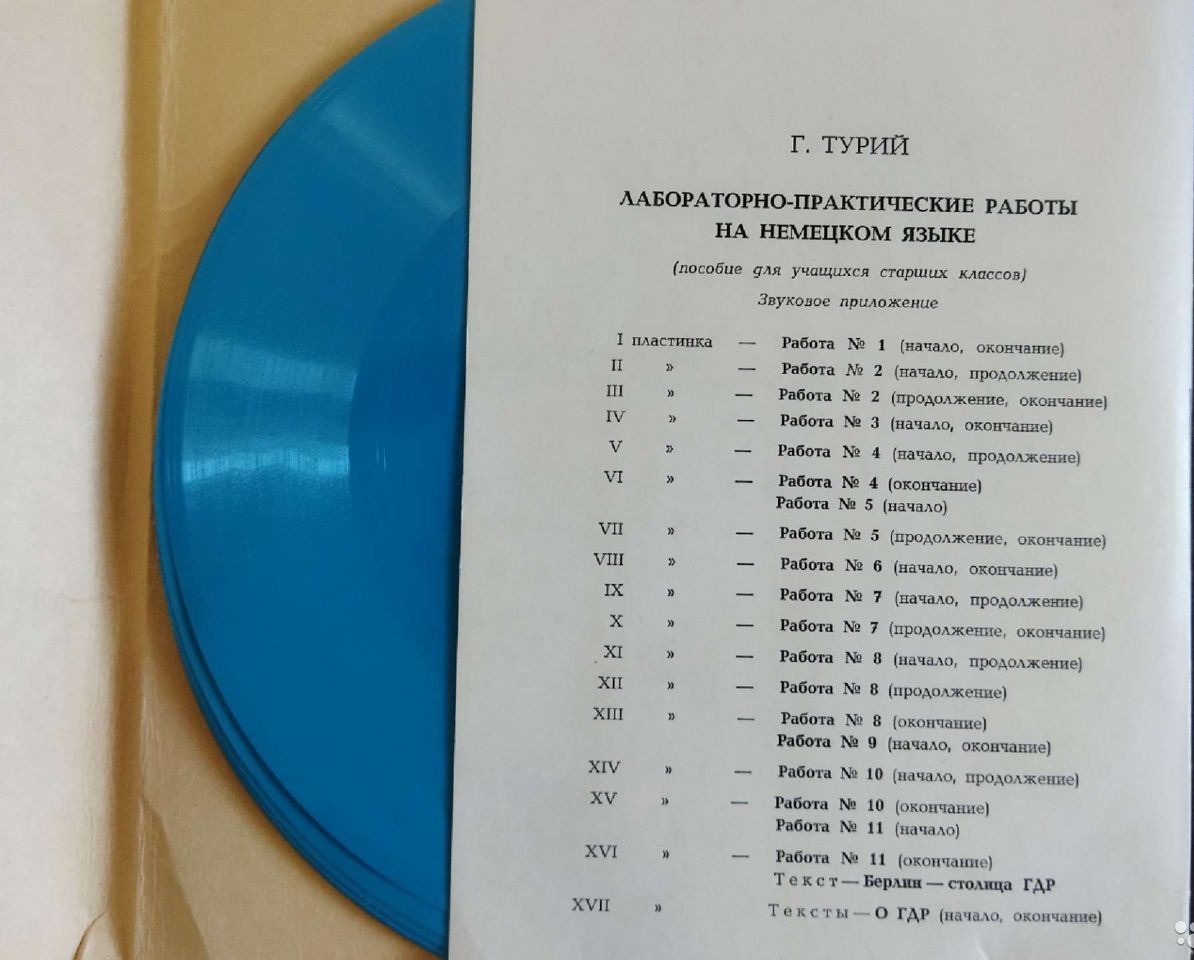 Г. ТУРИЙ
ЛАБОРАТОРНО-ПРАКТИЧЕСКИЕ РАБОТЫ
НА НЕМЕЦКОМ ЯЗЫКЕ
(пособие для учащихся старших классов)
Звуковое приложение
I пластинка — Работа № 1 (начало, окончание)
II » — Работа № 2 (начало, продолжение)
III » — Работа № 2 (продолжение, окончание)
IV » — Работа № 3 (начало, окончание)
V » — Работа № 4 (начало, продолжение)
VI » — Работа № 4 (окончание)
Работа № 5 (начало)
VII » — Работа № 5 (продолжение, окончание)
VIII » — Работа № 6 (начало, окончание)
IX » — Работа № 7 (начало, продолжение)
X » — Работа № 7 (продолжение, окончание)
XI » — Работа № 8 (начало, продолжение)
XII » — Работа № 8 (продолжение)
XIII » — Работа № 8 (окончание)
Работа № 9 (начало, окончание)
XIV » — Работа № 10 (начало, продолжение)
XV » — Работа № 10 (окончание)
Работа № 11 (начало)
XVI » — Работа № 11 (окончание)
Текст — Берлин — столица ГДР
XVII » Тексты — О ГДР (начало, окончание)